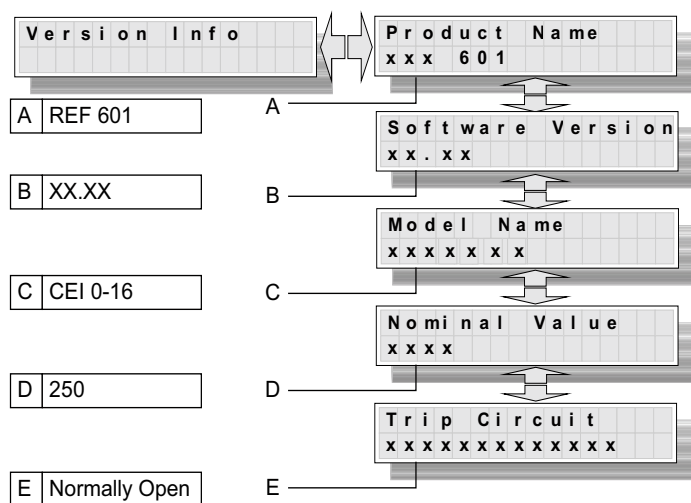 Version Info
Product Name
xxx 601
A REF 601
A
Software Version
xx.xx
B XX.XX
B
Model Name
xxxxxxx
C CEI 0-16
C
Nominal Value
xxxx
D 250
D
Trip Circuit
xxxxxxxxxxxxx
E Normally Open
E